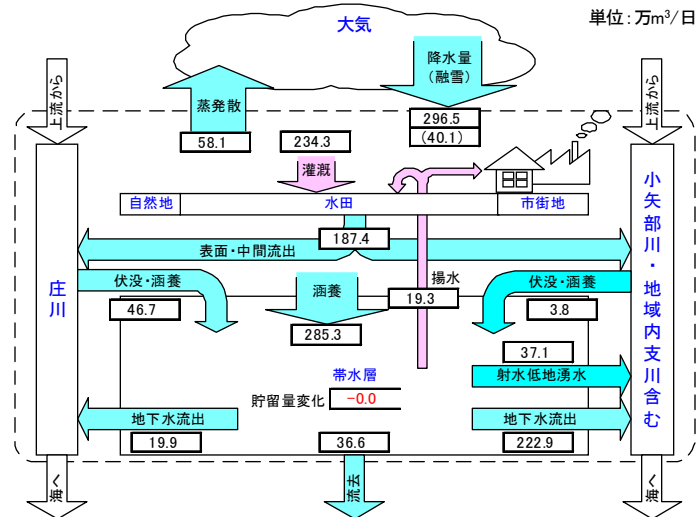 大気
単位：万m³/日
降水量
（融雪）
上流から
上流から
蒸発散
296.5
(40.1)
58.1
234.3
灌漑
自然地
水田
市街地
187.4
表面・中間流出
庄川
小矢部川・地域内支川含む
伏没・涵養
涵養
揚水
伏没・涵養
46.7
19.3
3.8
285.3
37.1
帯水層
射水低地湧水
貯留量変化
-0.0
地下水流出
地下水流出
19.9
36.6
222.9
海へ
流去
海へ